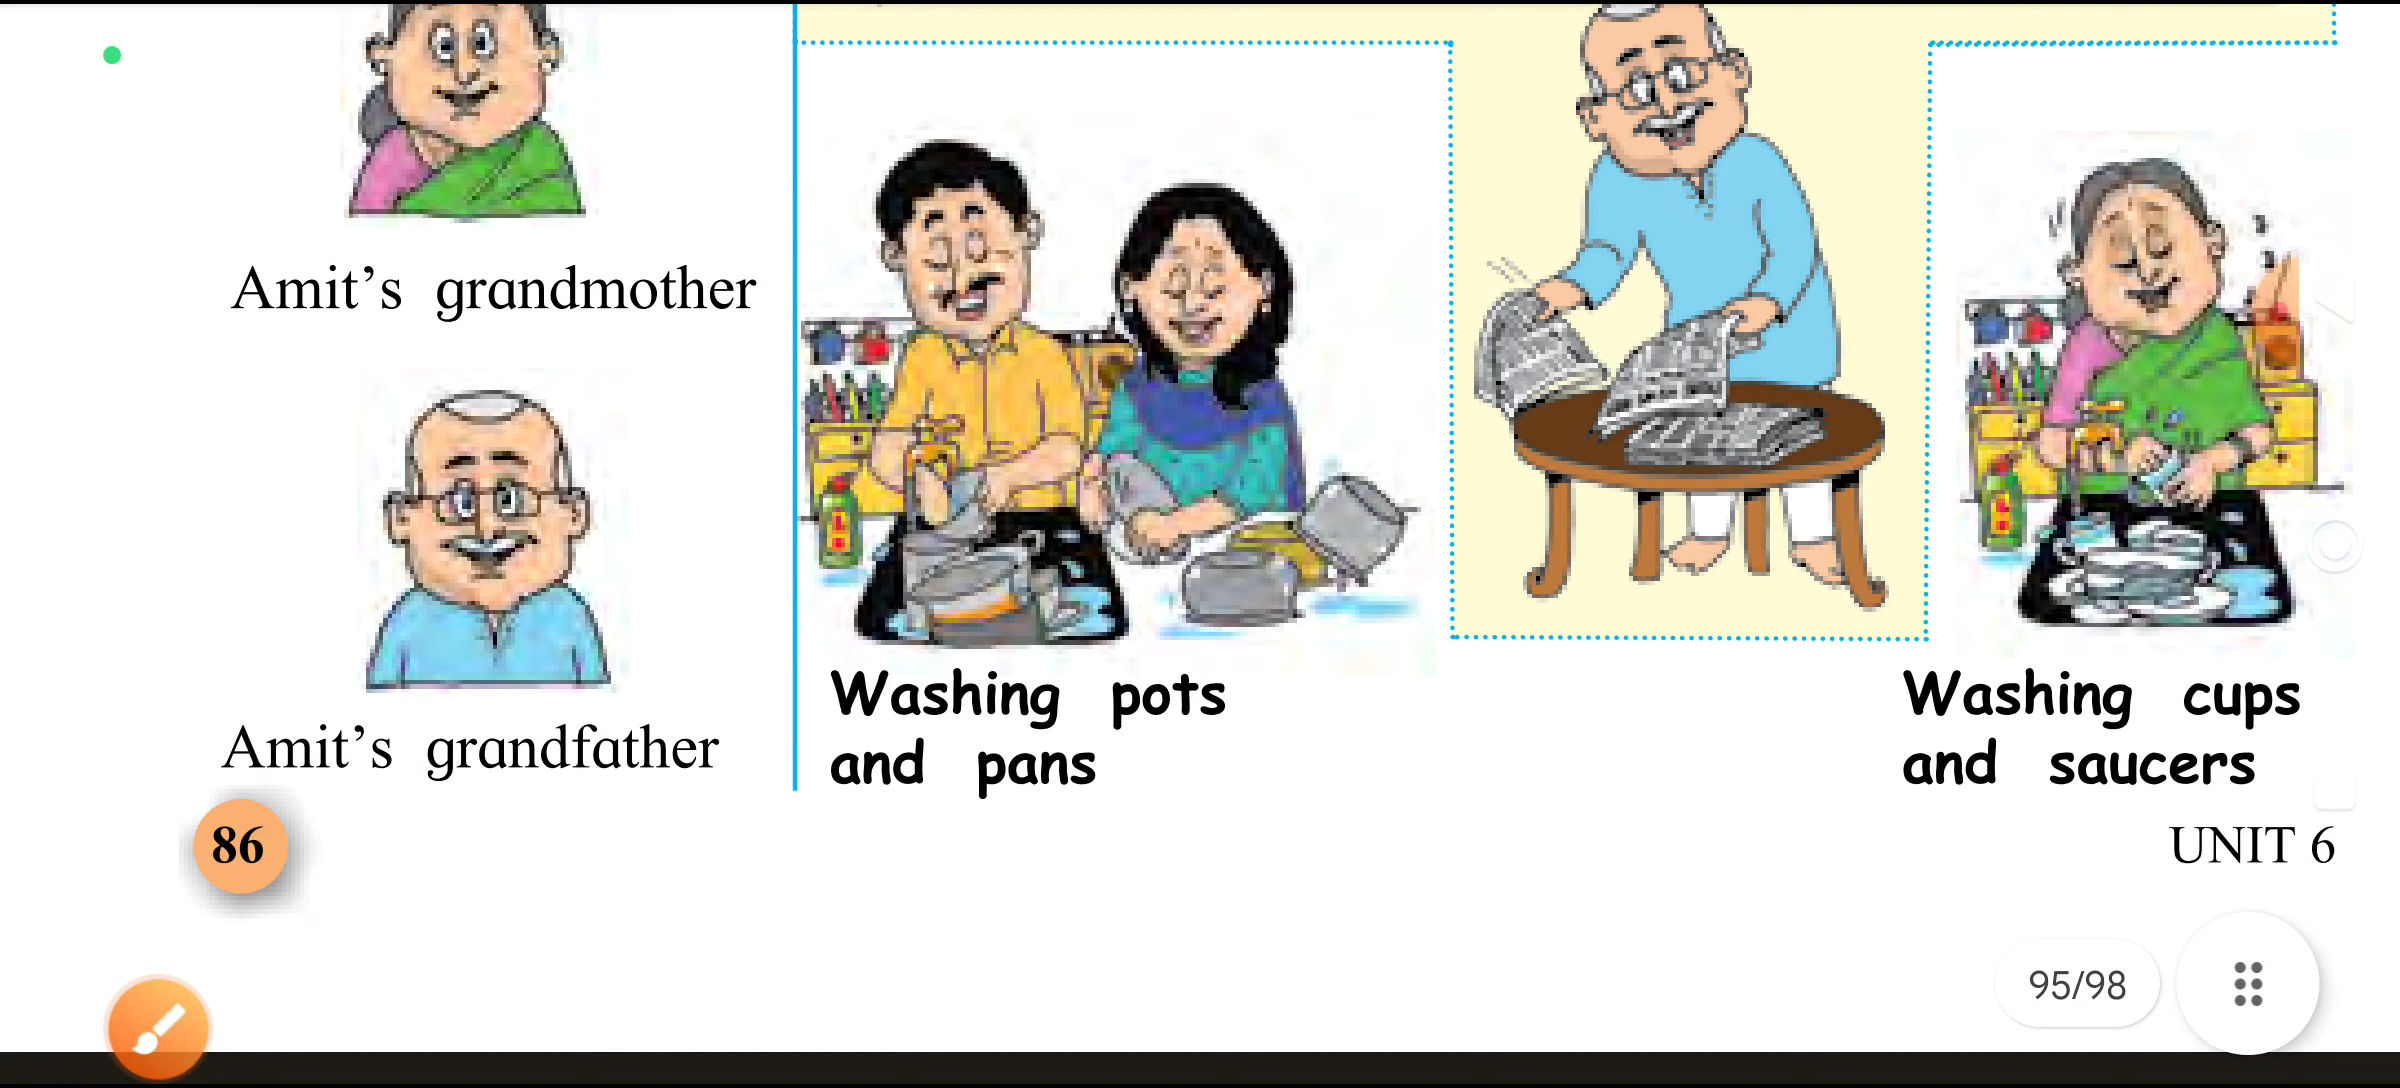 Amit’s grandmother
Amit’s grandfather
Washing pots
and pans
Washing cups
and saucers
86
UNIT 6
95/98